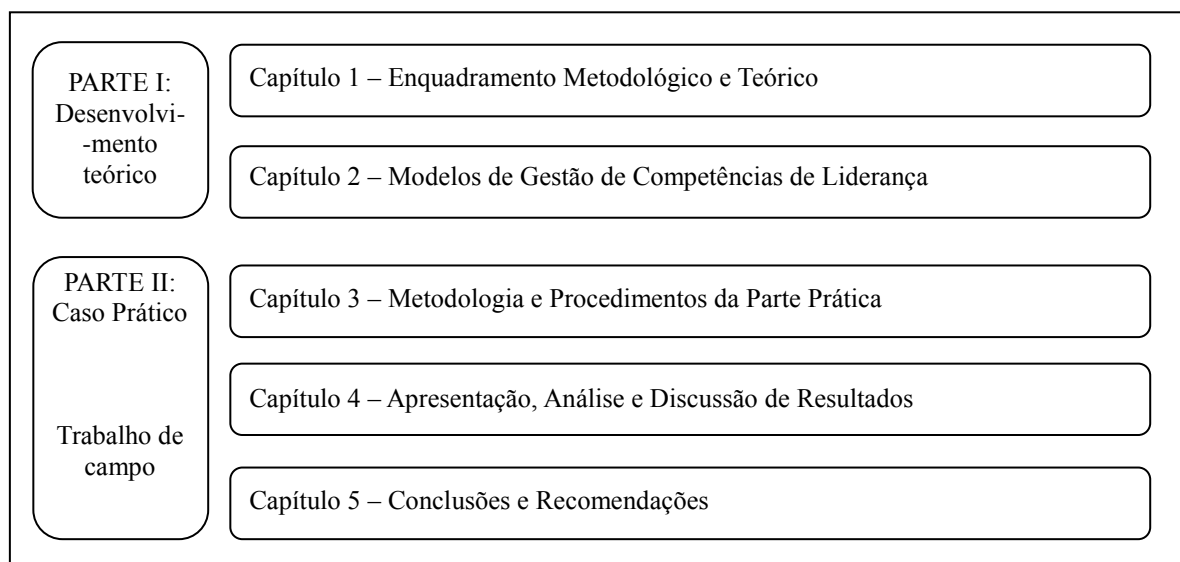 PARTE I:
Desenvolvi-
-mento
teórico
Capítulo 1 – Enquadramento Metodológico e Teórico
Capítulo 2 – Modelos de Gestão de Competências de Liderança
PARTE II:
Caso Prático
Trabalho de
campo
Capítulo 3 – Metodologia e Procedimentos da Parte Prática
Capítulo 4 – Apresentação, Análise e Discussão de Resultados
Capítulo 5 – Conclusões e Recomendações